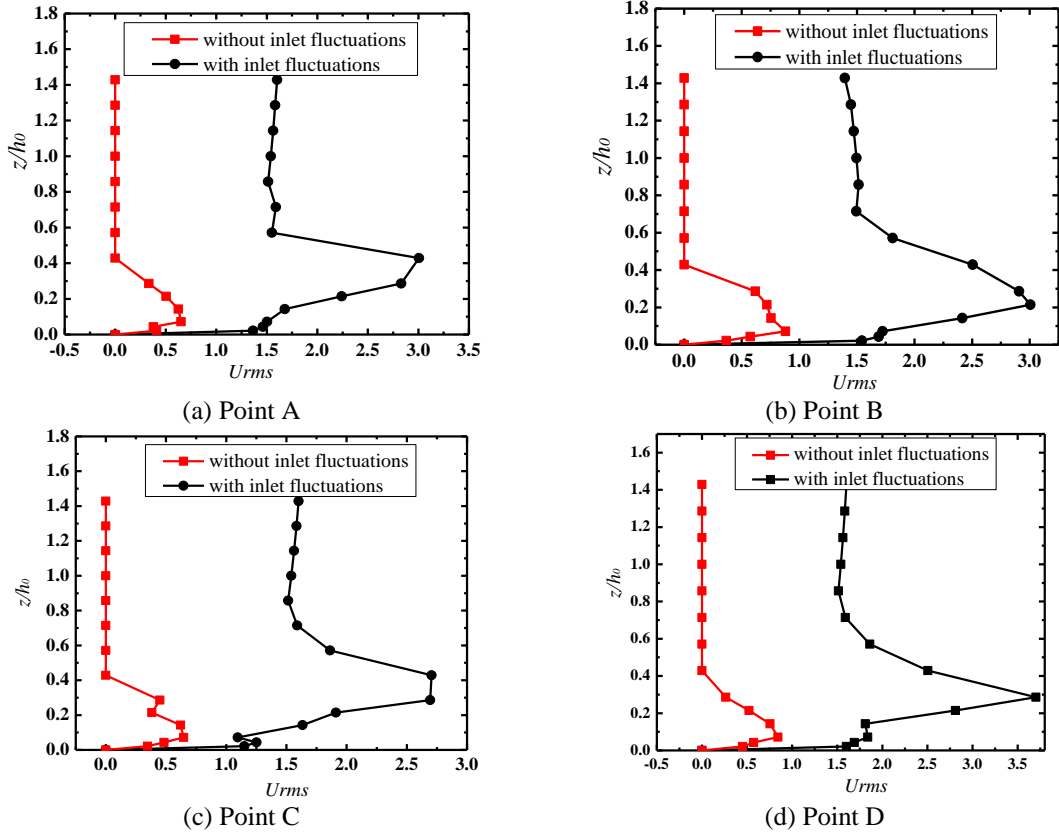 1.8
1.6
1.4
1.2
1.0
0.8
0.6
0.4
0.2
0.0
z/h0
without inlet fluctuations
with inlet fluctuations
-0.5 0.0 0.5 1.0 1.5 2.0 2.5 3.0 3.5
Urms
(a) Point A
1.8
1.6
1.4
1.2
1.0
0.8
0.6
0.4
0.2
0.0
z/h0
without inlet fluctuations
with inlet fluctuations
0.0 0.5 1.0 1.5 2.0 2.5 3.0
Urms
(b) Point B
1.8
1.6
1.4
1.2
1.0
0.8
0.6
0.4
0.2
0.0
z/h0
without inlet fluctuations
with inlet fluctuations
0.0 0.5 1.0 1.5 2.0 2.5 3.0
Urms
(c) Point C
1.6
1.4
1.2
1.0
0.8
0.6
0.4
0.2
0.0
z/h0
without inlet fluctuations
with inlet fluctuations
-0.5 0.0 0.5 1.0 1.5 2.0 2.5 3.0 3.5
Urms
(d) Point D